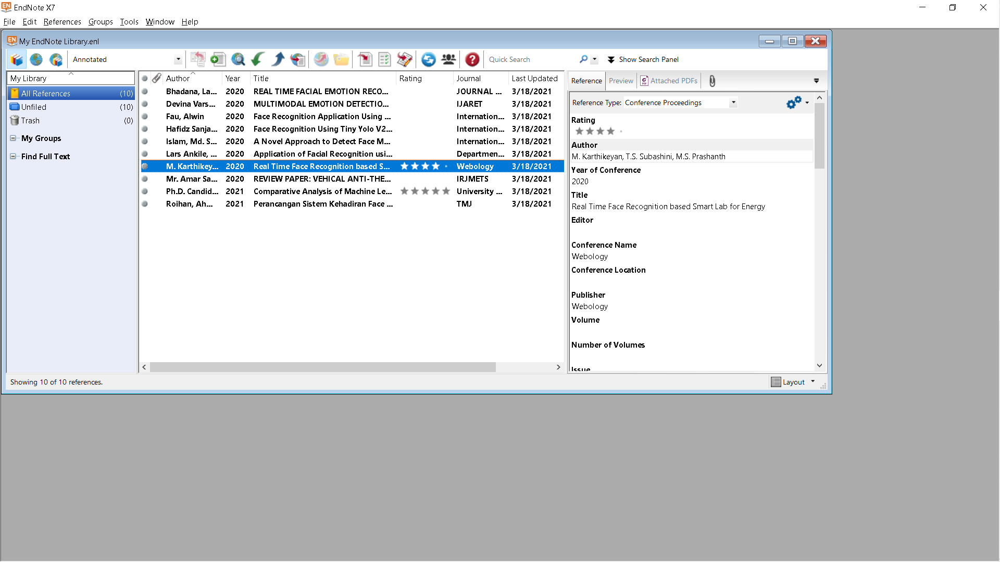 EN EndNote X7
File Edit References Groups Tools Window Help
EN My EndNote Library.enl
Annotated Quick Search Show Search Panel
My Library
All References (10)
Unfiled (10)
Trash (0)
My Groups
Find Full Text
Author Year Title Rating Journal Last Updated
Bhadana, La... 2020 REAL TIME FACIAL EMOTION RECO... JOURNAL ... 3/18/2021
Devina Vars... 2020 MULTIMODAL EMOTION DETECTIO... IJARET 3/18/2021
Fau, Alwin 2020 Face Recognition Application Using ... Internation... 3/18/2021
Hafidz Sanja... 2020 Face Recognition Using Tiny Yolo V2... Internation... 3/18/2021
Islam, Md. S... 2020 A Novel Approach to Detect Face M... Internation... 3/18/2021
Lars Ankile, ... 2020 Application of Facial Recognition usi... Departmen... 3/18/2021
M. Karthikey... 2020 Real Time Face Recognition based S... Webology 3/18/2021
Mr. Amar Sa... 2020 REVIEW PAPER: VEHICAL ANTI-THE... IRJMETS 3/18/2021
Ph.D. Candid... 2021 Comparative Analysis of Machine Le... University ... 3/18/2021
Roihan, Ah... 2021 Perancangan Sistem Kehadiran Face ... TMJ 3/18/2021
Reference Preview Attached PDFs
Reference Type: Conference Proceedings
Rating
Author
M. Karthikeyan, T.S. Subashini, M.S. Prashanth
Year of Conference
2020
Title
Real Time Face Recognition based Smart Lab for Energy
Editor
Conference Name
Webology
Conference Location
Publisher
Webology
Volume
Number of Volumes
Issue
Showing 10 of 10 references.
Layout